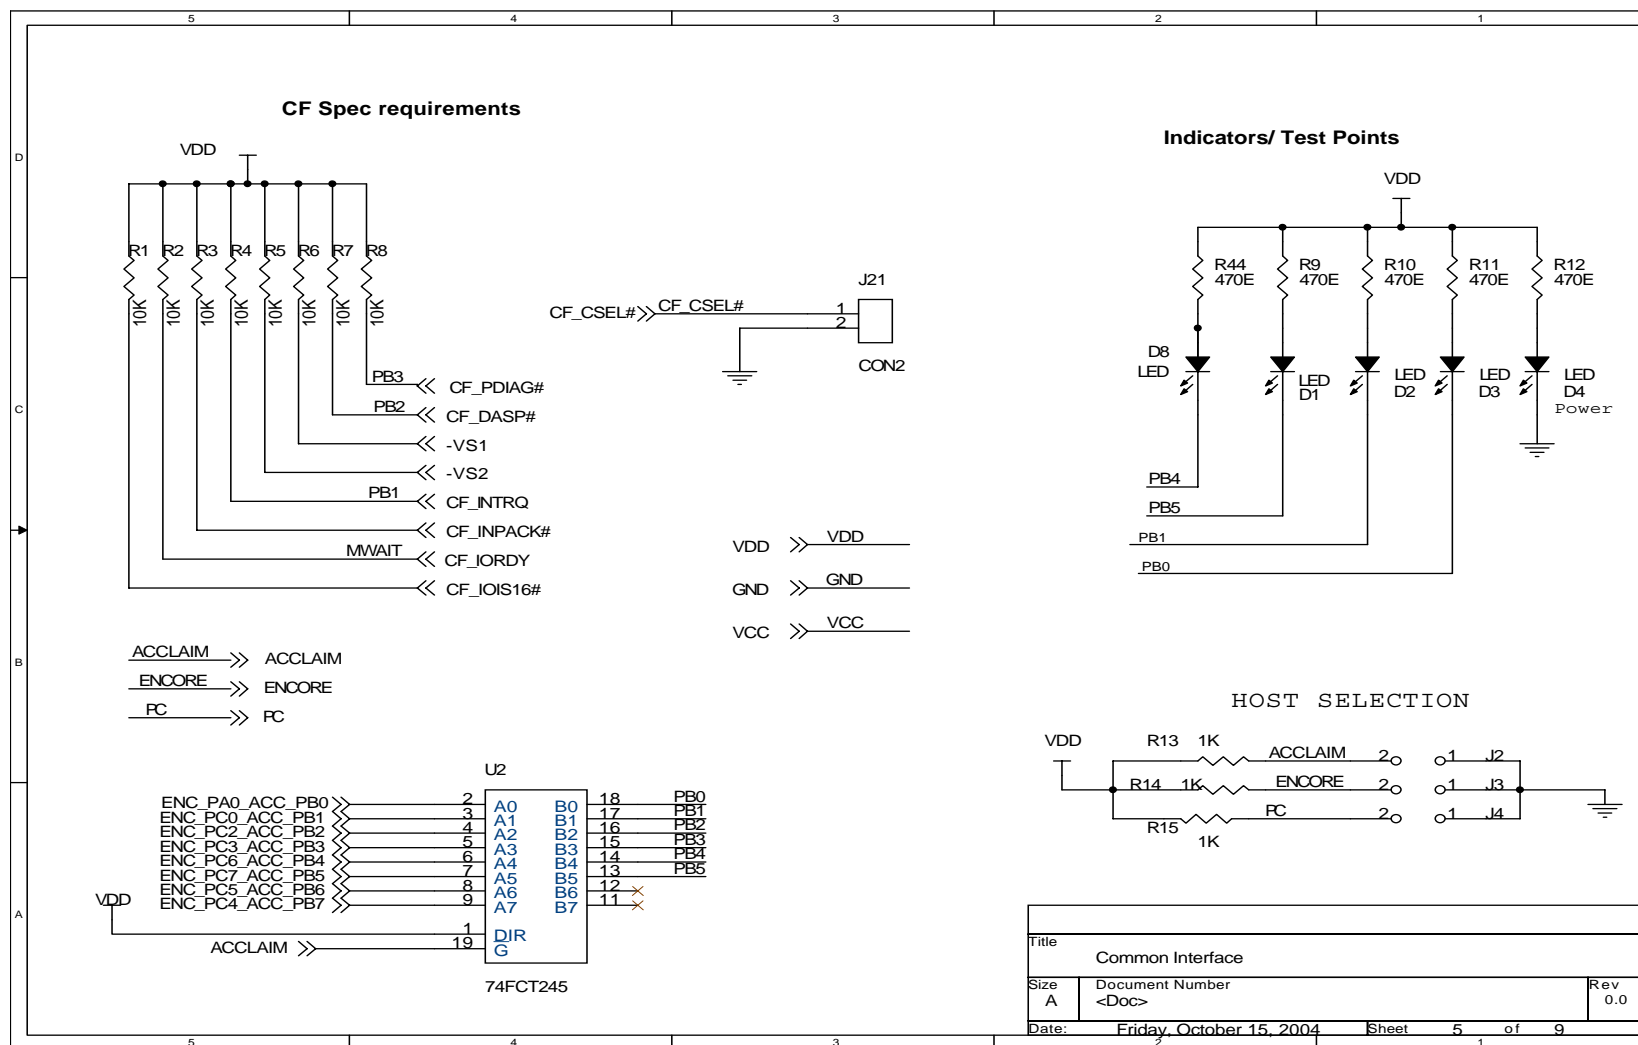 5 4 3 2 1
D
C
B
A
CF Spec requirements
VDD
R1 R2 R3 R4 R5 R6 R7 R8
10K 10K 10K 10K 10K 10K 10K 10K
PB3 CF_PDIAG#
PB2 CF_DASP#
-VS1
-VS2
PB1 CF_INTRQ
CF_INPACK#
MWAIT CF_IORDY
CF_IOIS16#
J21
CF_CSEL# CF_CSEL# 1
2
CON2
Indicators/ Test Points
VDD
R44 R9 R10 R11 R12
470E 470E 470E 470E 470E
D8 LED
LED D1
LED D2
LED D3
LED D4
Power
PB4
PB5
PB1
PB0
VDD VDD
GND GND
VCC VCC
ACCLAIM ACCLAIM
ENCORE ENCORE
PC PC
HOST SELECTION
VDD
R13 1K ACCLAIM 2 1 J2
R14 1K ENCORE 2 1 J3
R15 1K PC 2 1 J4
U2
ENC_PA0_ACC_PB0 2 A0 B0 18 PB0
ENC_PC0_ACC_PB1 3 A1 B1 17 PB1
ENC_PC2_ACC_PB2 4 A2 B2 16 PB2
ENC_PC3_ACC_PB3 5 A3 B3 15 PB3
ENC_PC6_ACC_PB4 6 A4 B4 14 PB4
ENC_PC7_ACC_PB5 7 A5 B5 13 PB5
ENC_PC5_ACC_PB6 8 A6 B6 12
ENC_PC4_ACC_PB7 9 A7 B7 11
VDD 1 DIR
ACCLAIM 19 G
74FCT245
Title
Common Interface
Size Document Number Rev
A <Doc> 0.0
Date: Friday, October 15, 2004 Sheet 5 of 9
5 4 3 2 1